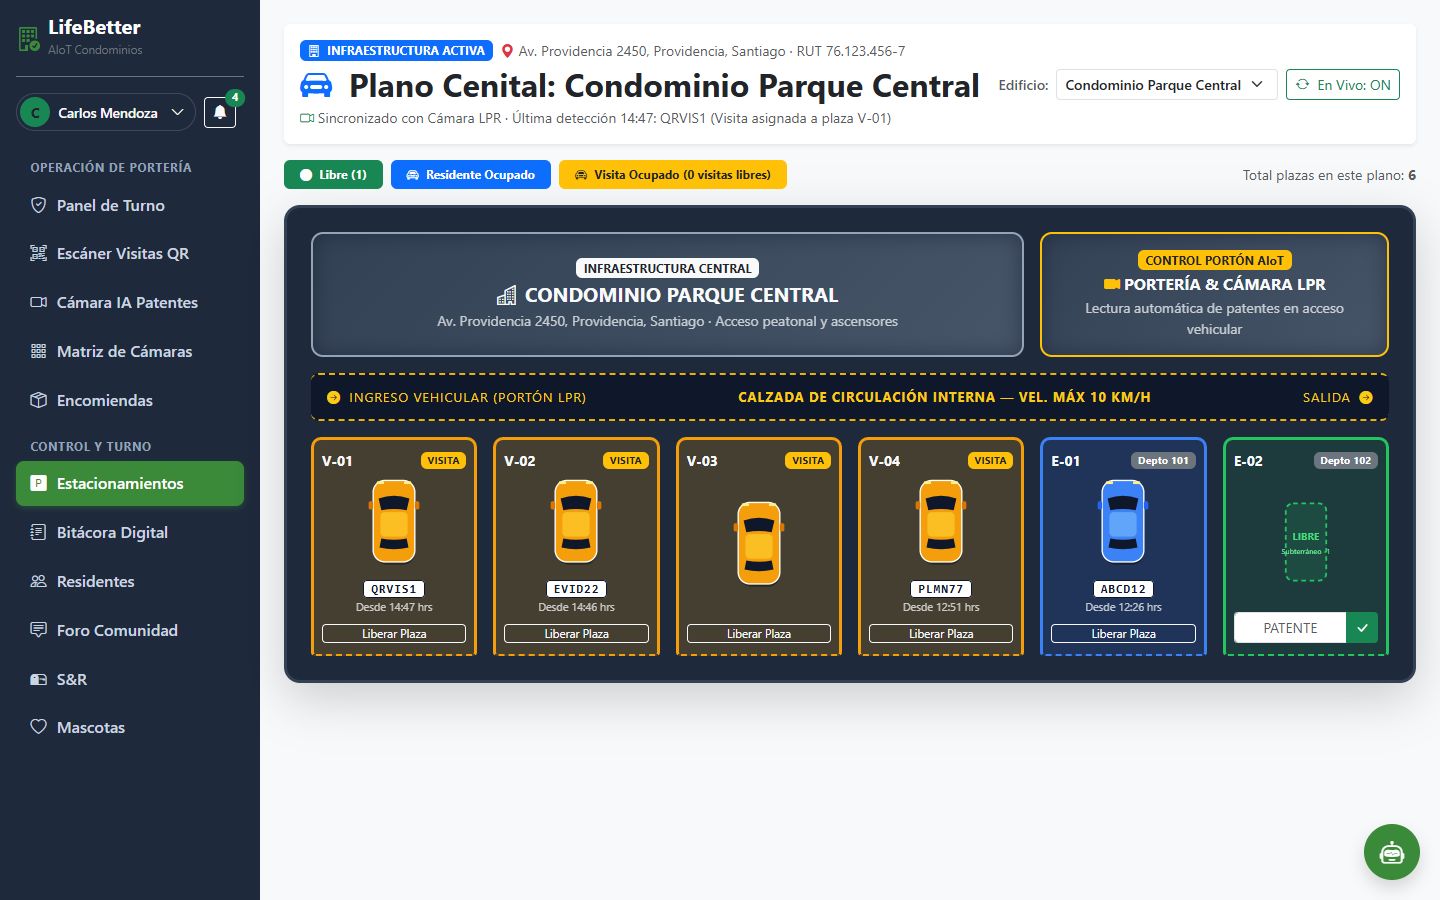 LifeBetter
AIoT Condominios
C Carlos Mendoza
4
OPERACIÓN DE PORTERÍA
Panel de Turno
Escáner Visitas QR
Cámara IA Patentes
Matriz de Cámaras
Encomiendas
CONTROL Y TURNO
P Estacionamientos
Bitácora Digital
Residentes
Foro Comunidad
S&R
Mascotas
INFRAESTRUCTURA ACTIVA Av. Providencia 2450, Providencia, Santiago · RUT 76.123.456-7
Plano Cenital: Condominio Parque Central
Edificio: Condominio Parque Central En Vivo: ON
Sincronizado con Cámara LPR · Última detección 14:47: QRVIS1 (Visita asignada a plaza V-01)
Libre (1) Residente Ocupado Visita Ocupado (0 visitas libres) Total plazas en este plano: 6
INFRAESTRUCTURA CENTRAL
CONDOMINIO PARQUE CENTRAL
Av. Providencia 2450, Providencia, Santiago · Acceso peatonal y ascensores
CONTROL PORTÓN AIoT
PORTERÍA & CÁMARA LPR
Lectura automática de patentes en acceso
vehicular
INGRESO VEHICULAR (PORTÓN LPR) CALZADA DE CIRCULACIÓN INTERNA — VEL. MÁX 10 KM/H SALIDA
V-01 VISITA
QRVIS1
Desde 14:47 hrs
Liberar Plaza
V-02 VISITA
EVID22
Desde 14:46 hrs
Liberar Plaza
V-03 VISITA
Liberar Plaza
V-04 VISITA
PLMN77
Desde 12:51 hrs
Liberar Plaza
E-01 Depto 101
ABCD12
Desde 12:26 hrs
Liberar Plaza
E-02 Depto 102
LIBRE
Subterráneo -1
PATENTE